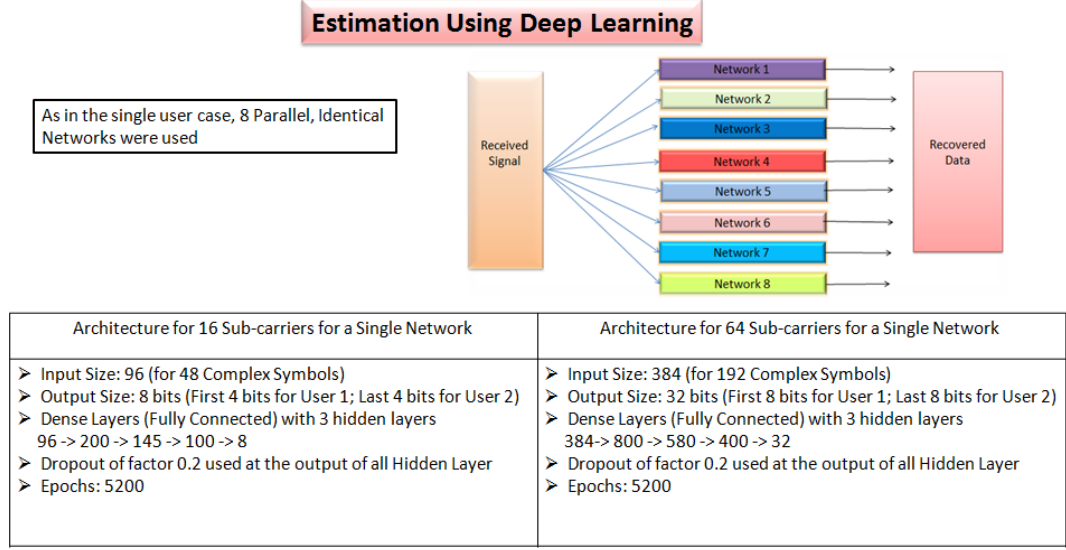 Estimation Using Deep Learning
As in the single user case, 8 Parallel, Identical
Networks were used
Received
Signal
Network 1
Network 2
Network 3
Network 4
Network 5
Network 6
Network 7
Network 8
Recovered
Data
Architecture for 16 Sub-carriers for a Single Network
➢ Input Size: 96 (for 48 Complex Symbols)
➢ Output Size: 8 bits (First 4 bits for User 1; Last 4 bits for User 2)
➢ Dense Layers (Fully Connected) with 3 hidden layers
96 -> 200 -> 145 -> 100 -> 8
➢ Dropout of factor 0.2 used at the output of all Hidden Layer
➢ Epochs: 5200
Architecture for 64 Sub-carriers for a Single Network
➢ Input Size: 384 (for 192 Complex Symbols)
➢ Output Size: 32 bits (First 8 bits for User 1; Last 8 bits for User 2)
➢ Dense Layers (Fully Connected) with 3 hidden layers
384-> 800 -> 580 -> 400 -> 32
➢ Dropout of factor 0.2 used at the output of all Hidden Layer
➢ Epochs: 5200